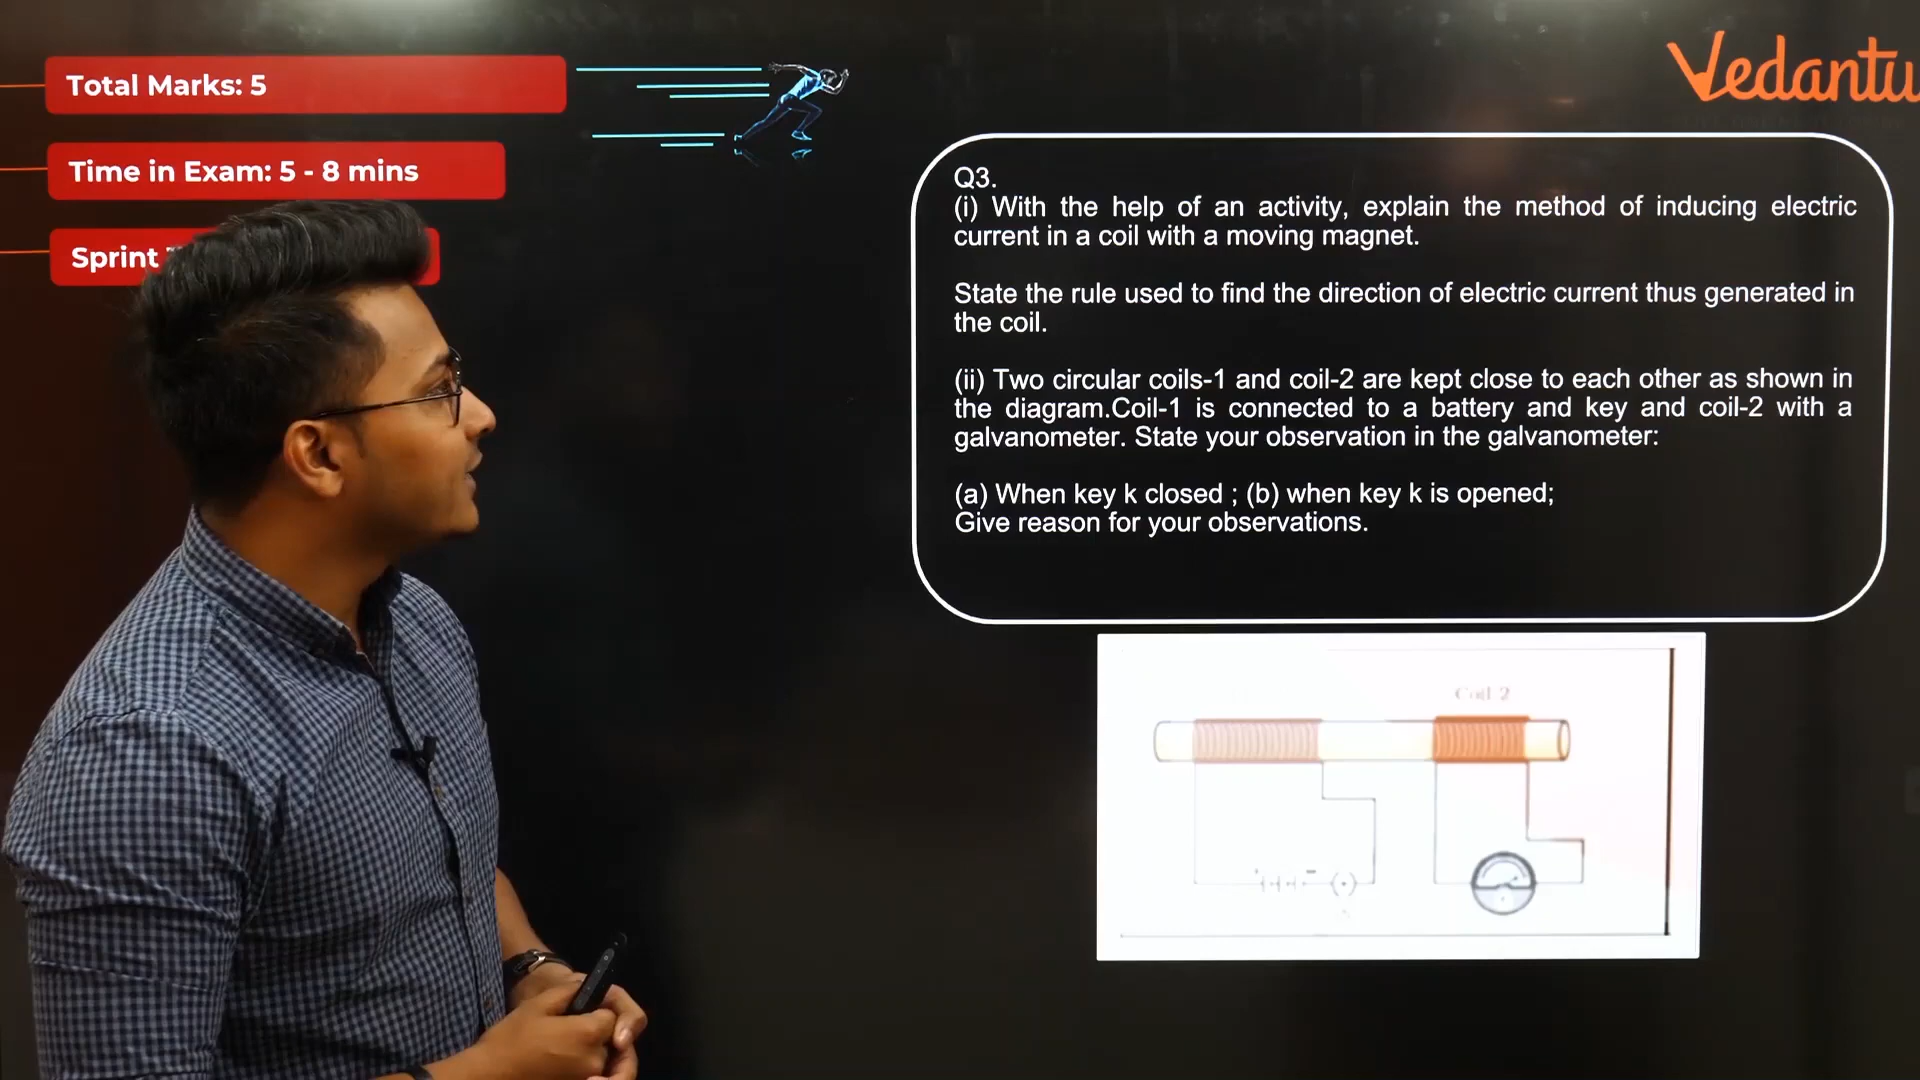 Total Marks: 5
Time in Exam: 5 - 8 mins
Sprint
Vedantu
Q3.
(i) With the help of an activity, explain the method of inducing electric
current in a coil with a moving magnet.
State the rule used to find the direction of electric current thus generated in
the coil.
(ii) Two circular coils-1 and coil-2 are kept close to each other as shown in
the diagram.Coil-1 is connected to a battery and key and coil-2 with a
galvanometer. State your observation in the galvanometer:
(a) When key k closed ; (b) when key k is opened;
Give reason for your observations.
Coil 2